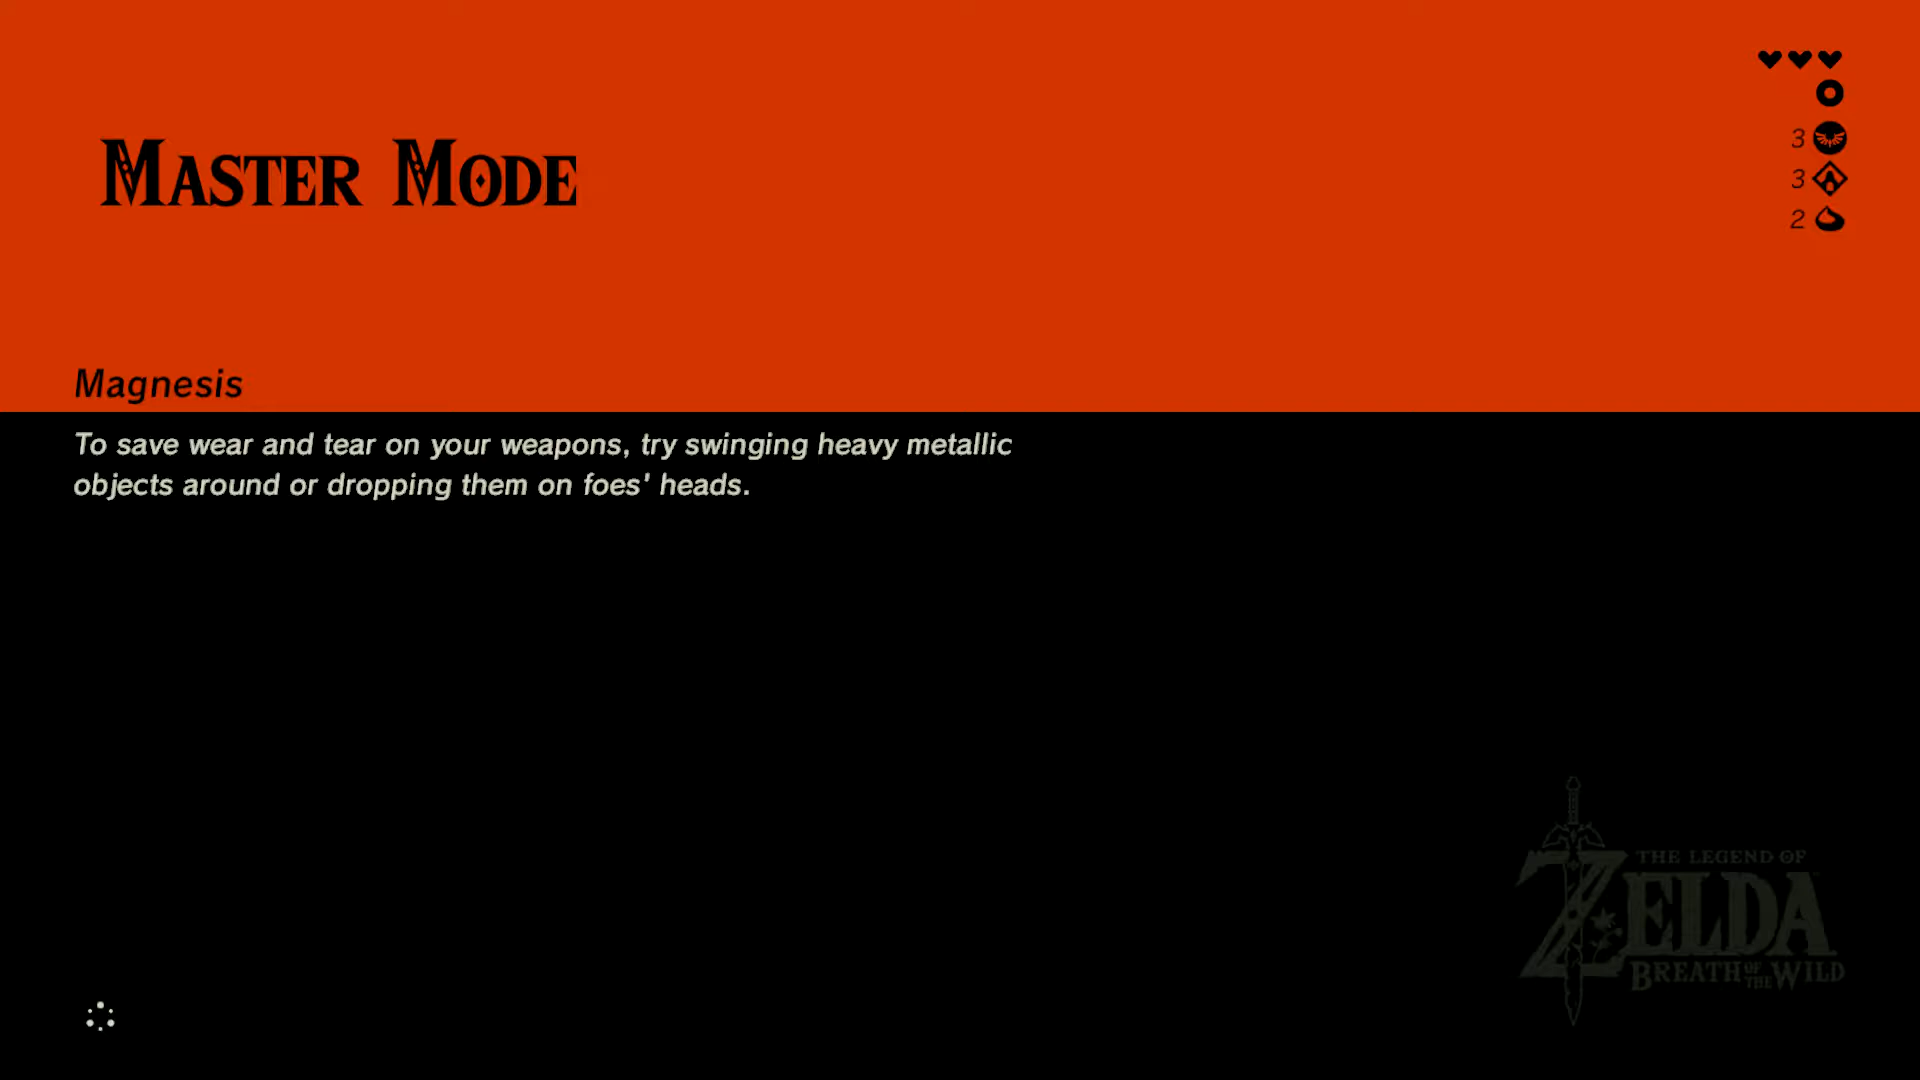 MASTER MODE
3
3
2
Magnesis
To save wear and tear on your weapons, try swinging heavy metallic
objects around or dropping them on foes' heads.
THE LEGEND OF
ZELDA
BREATH OF THE WILD